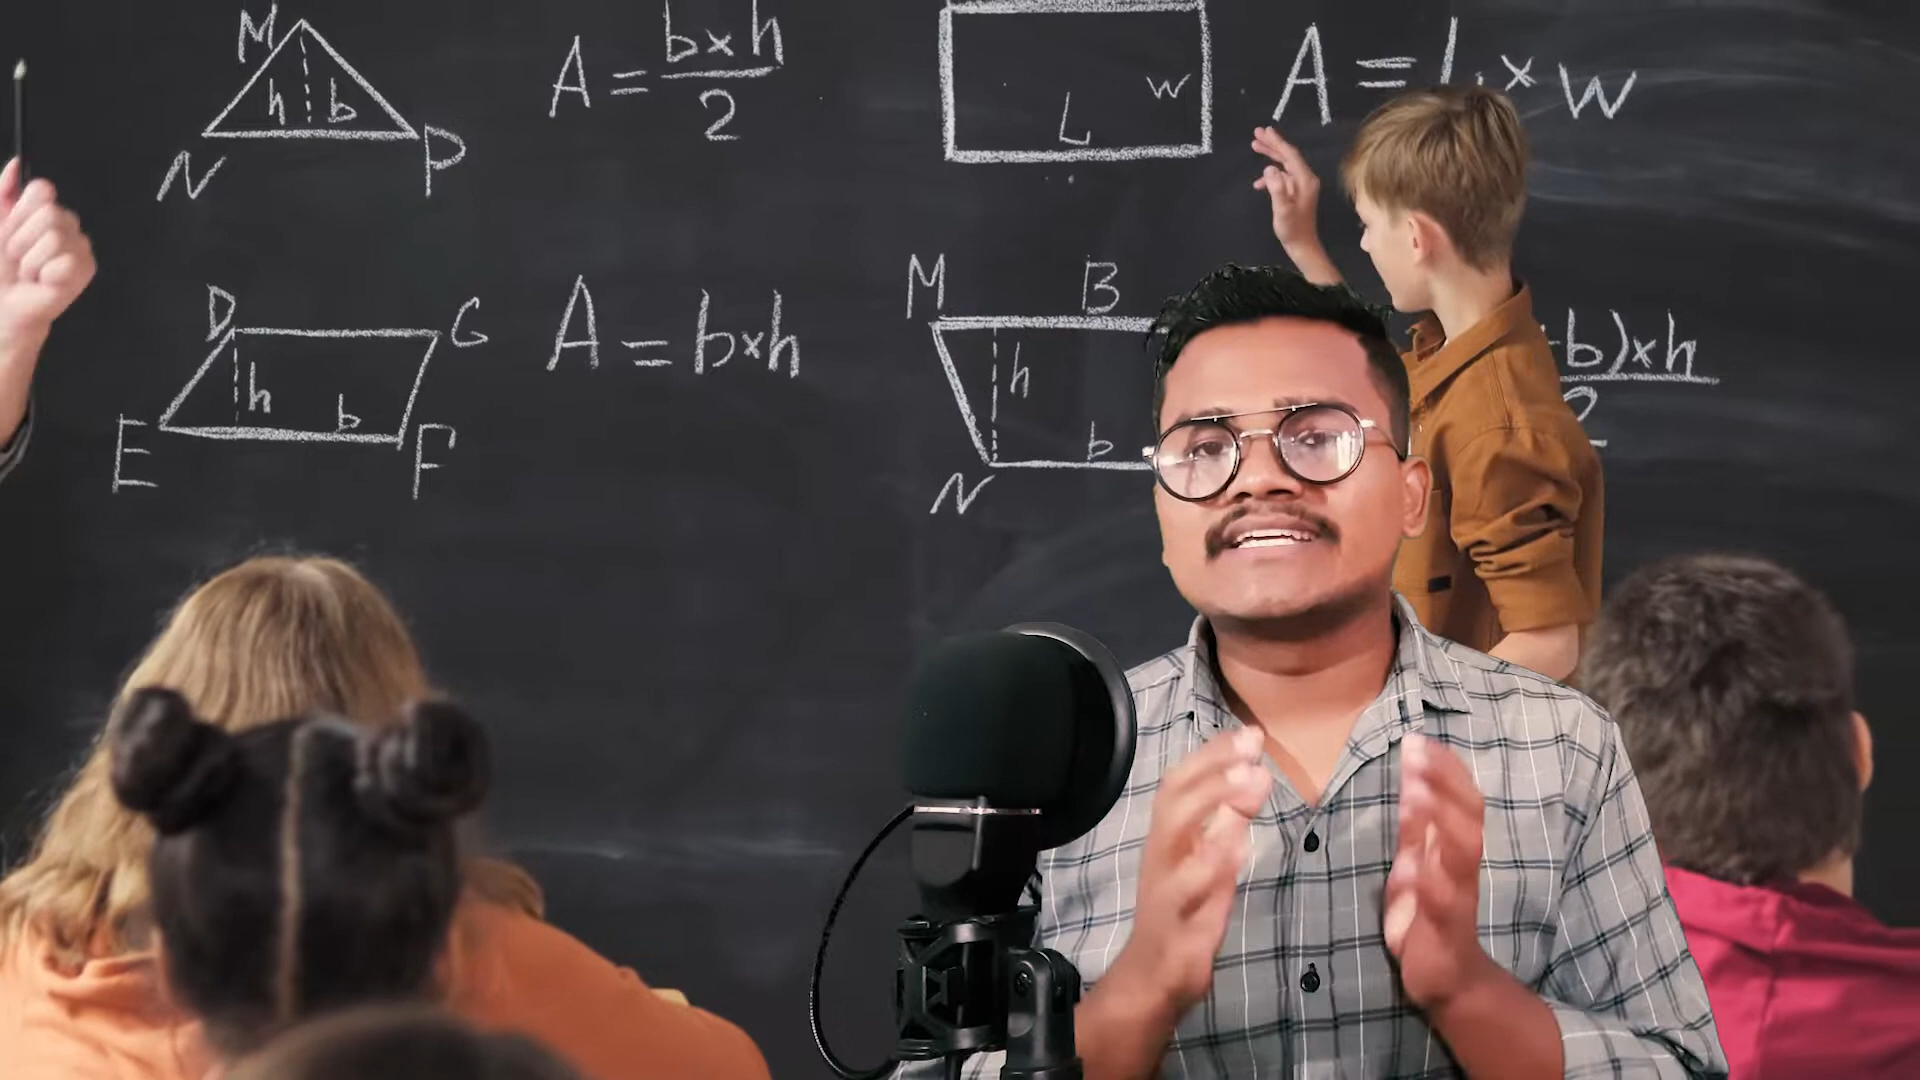 M
h b
N P
A = b×h
2
L w
A = L × w
D G
h b
E F
A = b×h
M B
h
b
N
b)×h
2